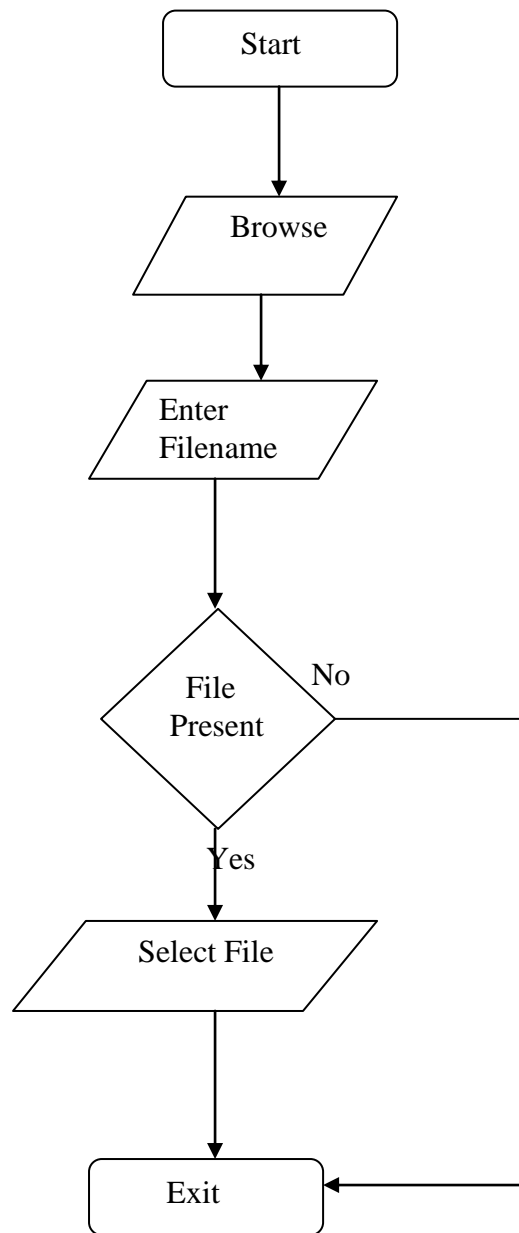 Start
Browse
Enter
Filename
File
Present
No
Yes
Select File
Exit